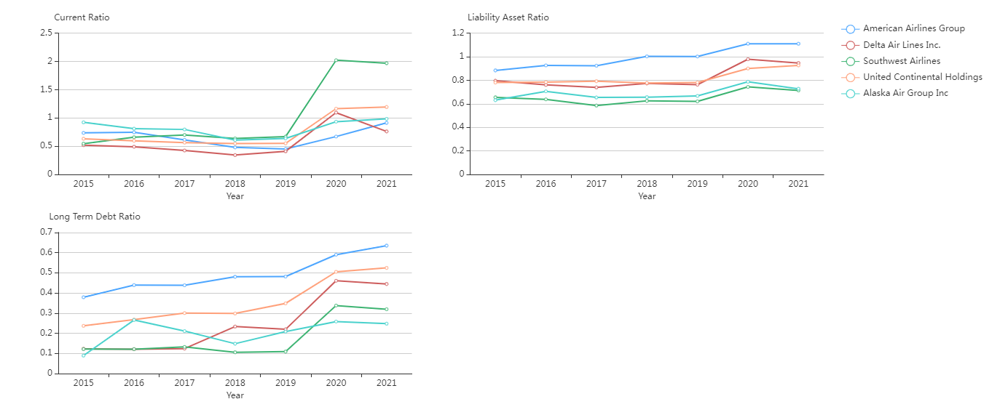 Current Ratio
2.5
2
1.5
1
0.5
0
2015 2016 2017 2018 2019 2020 2021
Year
Liability Asset Ratio
1.2
1
0.8
0.6
0.4
0.2
0
2015 2016 2017 2018 2019 2020 2021
Year
American Airlines Group
Delta Air Lines Inc.
Southwest Airlines
United Continental Holdings
Alaska Air Group Inc
Long Term Debt Ratio
0.7
0.6
0.5
0.4
0.3
0.2
0.1
0
2015 2016 2017 2018 2019 2020 2021
Year